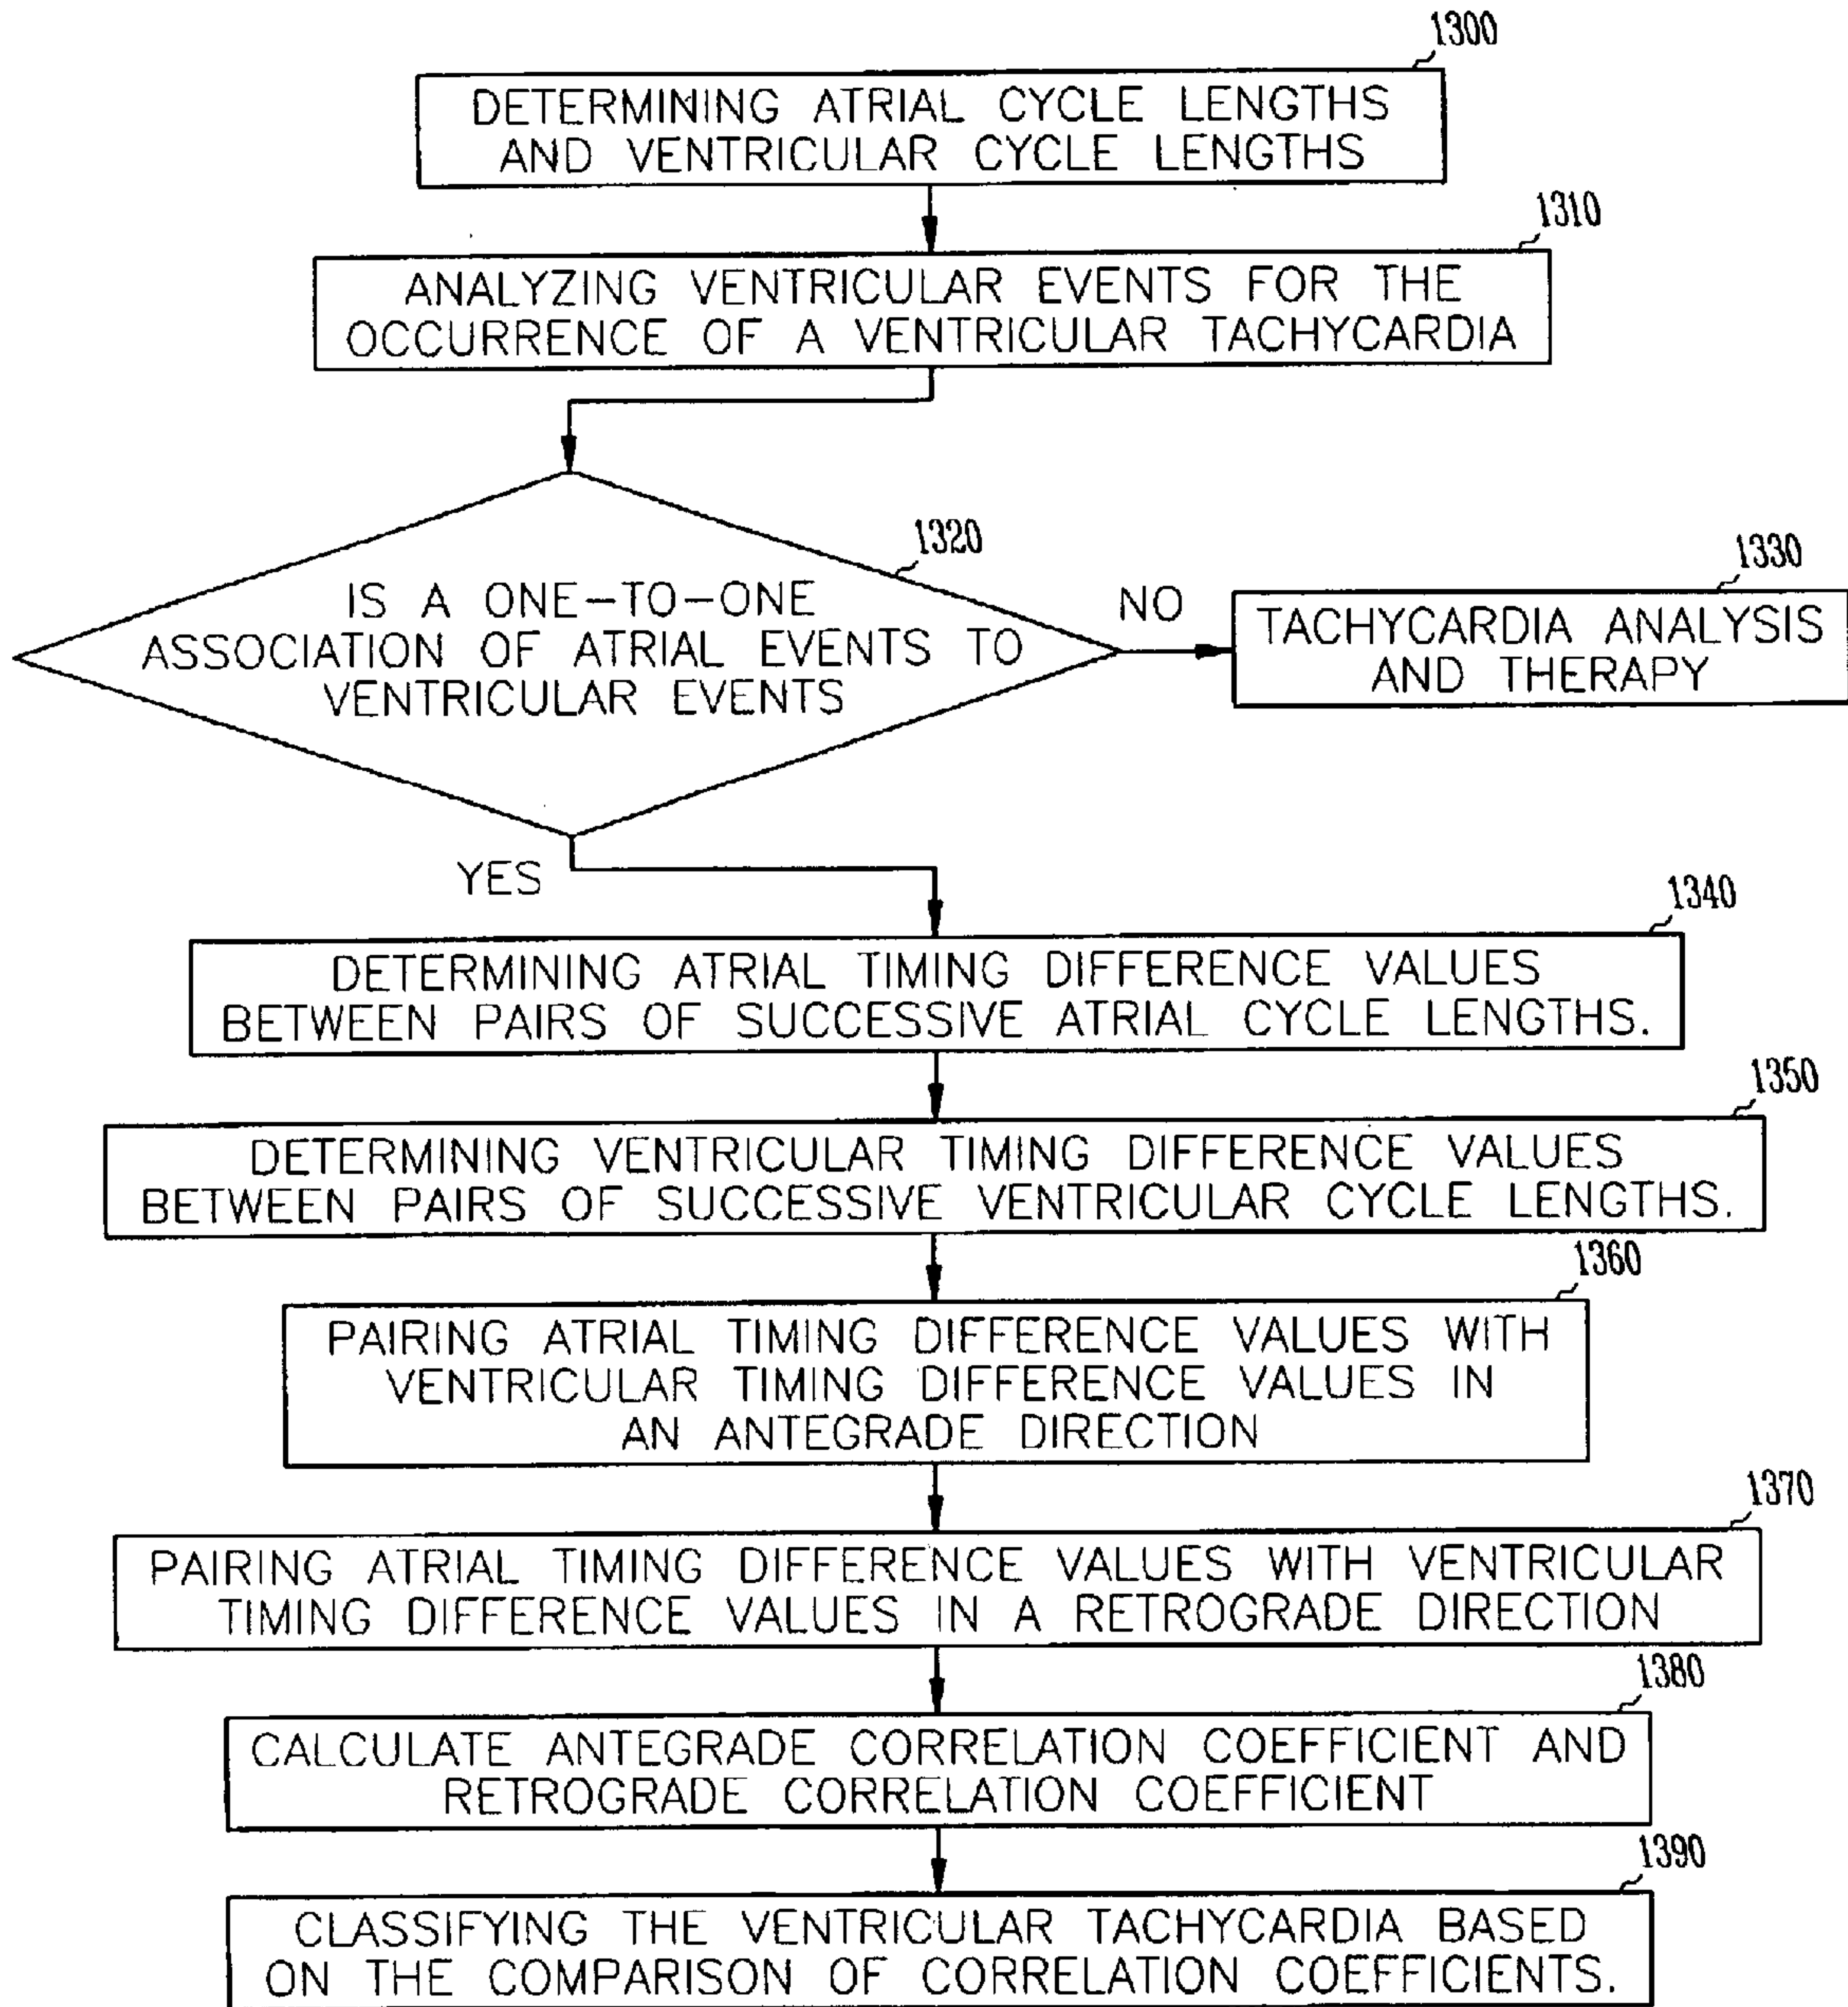 1300
DETERMINING ATRIAL CYCLE LENGTHS
AND VENTRICULAR CYCLE LENGTHS
1310
ANALYZING VENTRICULAR EVENTS FOR THE
OCCURRENCE OF A VENTRICULAR TACHYCARDIA
1320
IS A ONE-TO-ONE
ASSOCIATION OF ATRIAL EVENTS TO
VENTRICULAR EVENTS
NO
1330
TACHYCARDIA ANALYSIS
AND THERAPY
YES
1340
DETERMINING ATRIAL TIMING DIFFERENCE VALUES
BETWEEN PAIRS OF SUCCESSIVE ATRIAL CYCLE LENGTHS.
1350
DETERMINING VENTRICULAR TIMING DIFFERENCE VALUES
BETWEEN PAIRS OF SUCCESSIVE VENTRICULAR CYCLE LENGTHS.
1360
PAIRING ATRIAL TIMING DIFFERENCE VALUES WITH
VENTRICULAR TIMING DIFFERENCE VALUES IN
AN ANTEGRADE DIRECTION
1370
PAIRING ATRIAL TIMING DIFFERENCE VALUES WITH VENTRICULAR
TIMING DIFFERENCE VALUES IN A RETROGRADE DIRECTION
1380
CALCULATE ANTEGRADE CORRELATION COEFFICIENT AND
RETROGRADE CORRELATION COEFFICIENT
1390
CLASSIFYING THE VENTRICULAR TACHYCARDIA BASED
ON THE COMPARISON OF CORRELATION COEFFICIENTS.